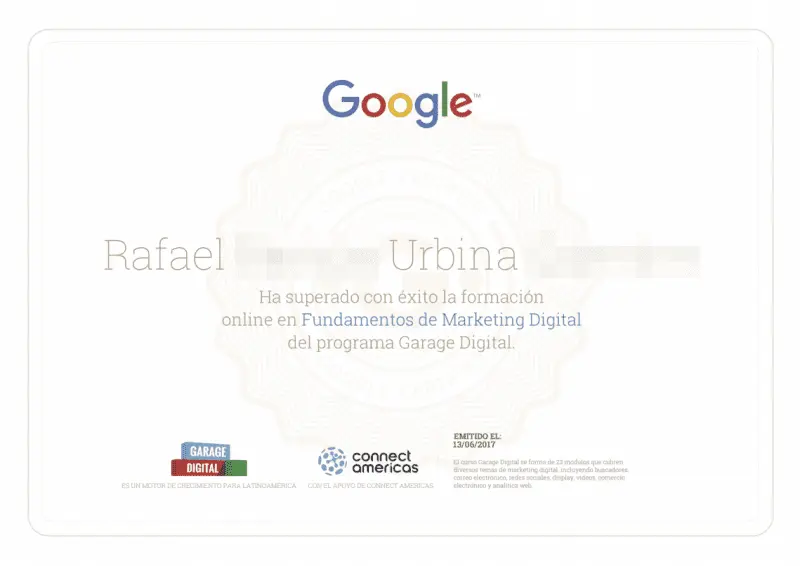 Google™
Rafael Urbina
Ha superado con éxito la formación
online en Fundamentos de Marketing Digital
del programa Garage Digital.
GARAGE
DIGITAL
ES UN MOTOR DE CRECIMIENTO PARA LATINOAMÉRICA
connect
americas
CON EL APOYO DE CONNECT AMERICAS
EMITIDO EL:
13/06/2017
El curso Garage Digital se forma de 22 módulos que cubren
diversos temas de marketing digital, incluyendo buscadores,
correo electrónico, redes sociales, display, videos, comercio
electrónico y analítica web.